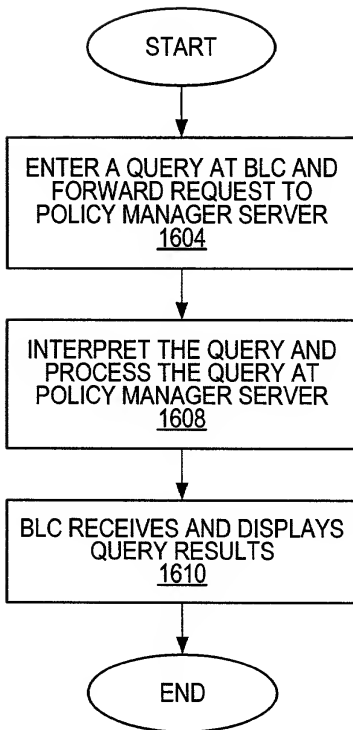 START
ENTER A QUERY AT BLC AND
FORWARD REQUEST TO
POLICY MANAGER SERVER
1604
INTERPRET THE QUERY AND
PROCESS THE QUERY AT
POLICY MANAGER SERVER
1608
BLC RECEIVES AND DISPLAYS
QUERY RESULTS
1610
END